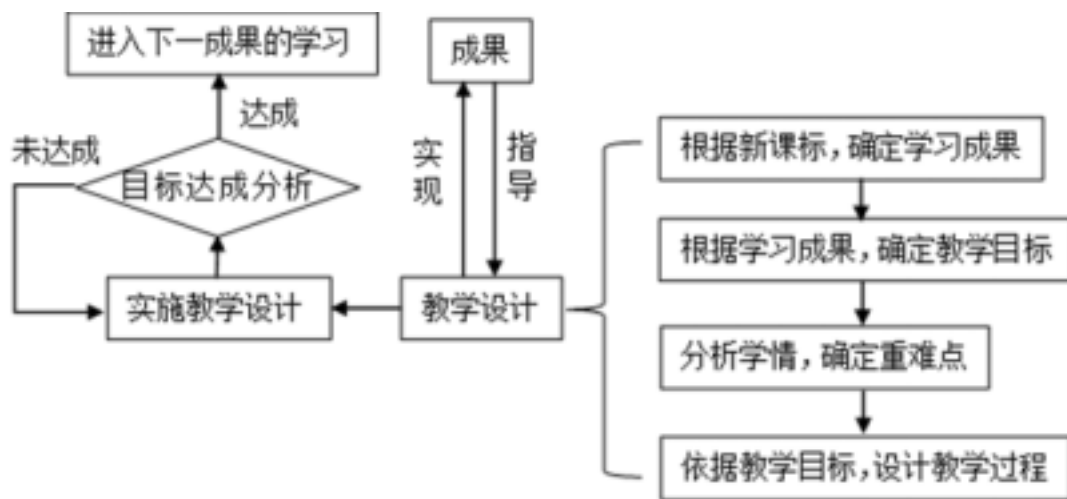 进入下一成果的学习
成果
达成
未达成
实现
指导
目标达成分析
根据新课标，确定学习成果
根据学习成果，确定教学目标
实施教学设计
教学设计
分析学情，确定重难点
依据教学目标，设计教学过程